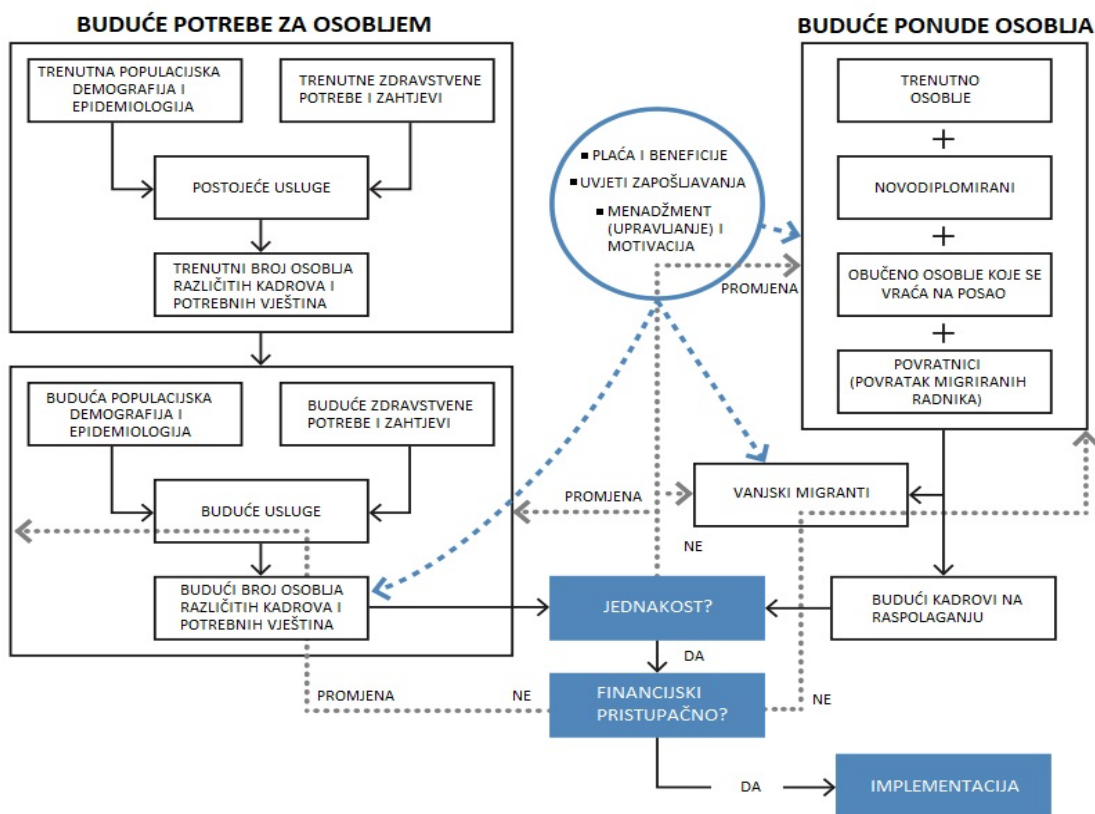 BUDUĆE POTREBE ZA OSOBLJEM
TRENUTNA POPULACIJSKA
DEMOGRAFIJA I
EPIDEMIOLOGIJA
TRENUTNE ZDRAVSTVENE
POTREBE I ZAHTJEVI
POSTOJEĆE USLUGE
TRENUTNI BROJ OSOBLJA
RAZLIČITIH KADROVA I
POTREBNIH VJEŠTINA
BUDUĆA POPULACIJSKA
DEMOGRAFIJA I
EPIDEMIOLOGIJA
BUDUĆE ZDRAVSTVENE
POTREBE I ZAHTJEVI
BUDUĆE USLUGE
BUDUĆI BROJ OSOBLJA
RAZLIČITIH KADROVA I
POTREBNIH VJEŠTINA
▪ PLAĆA I BENEFICIJE
▪ UVJETI ZAPOŠLJAVANJA
▪ MENADŽMENT
(UPRAVLJANJE) I
MOTIVACIJA
BUDUĆE PONUDE OSOBLJA
TRENUTNO
OSOBLJE
+
NOVODIPLOMIRANI
+
OBUČENO OSOBLJE KOJE SE
VRAĆA NA POSAO
+
POVRATNICI
(POVRATAK MIGRIRANIH
RADNIKA)
PROMJENA
PROMJENA
VANJSKI MIGRANTI
NE
JEDNAKOST?
BUDUĆI KADROVI NA
RASPOLAGANJU
DA
PROMJENA
NE
FINANCIJSKI
PRISTUPAČNO?
NE
DA
IMPLEMENTACIJA